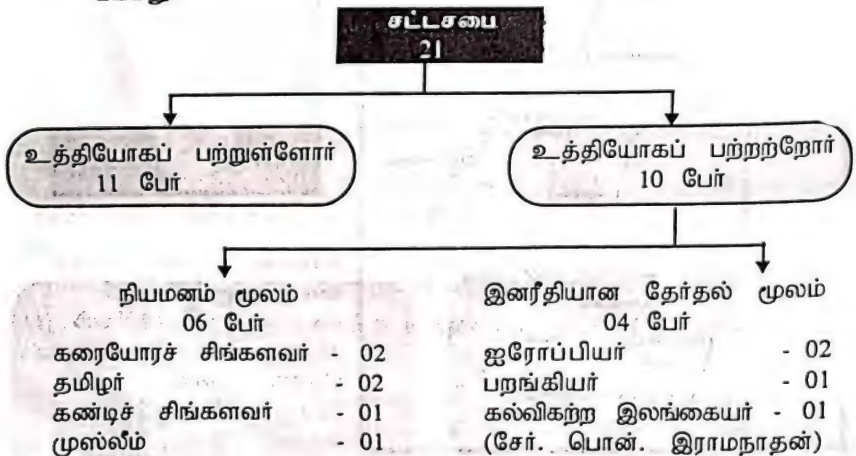 சட்டசபை
21
உத்தியோகப் பற்றுள்ளோர்
11 பேர்
உத்தியோகப் பற்றற்றோர்
10 பேர்
நியமனம் மூலம்
06 பேர்
கரையோரச் சிங்களவர் - 02
தமிழர் - 02
கண்டிச் சிங்களவர் - 01
முஸ்லீம் - 01
இனரீதியான தேர்தல் மூலம்
04 பேர்
ஐரோப்பியர் - 02
பறங்கியர் - 01
கல்விகற்ற இலங்கையர் - 01
(சேர். பொன். இராமநாதன்)